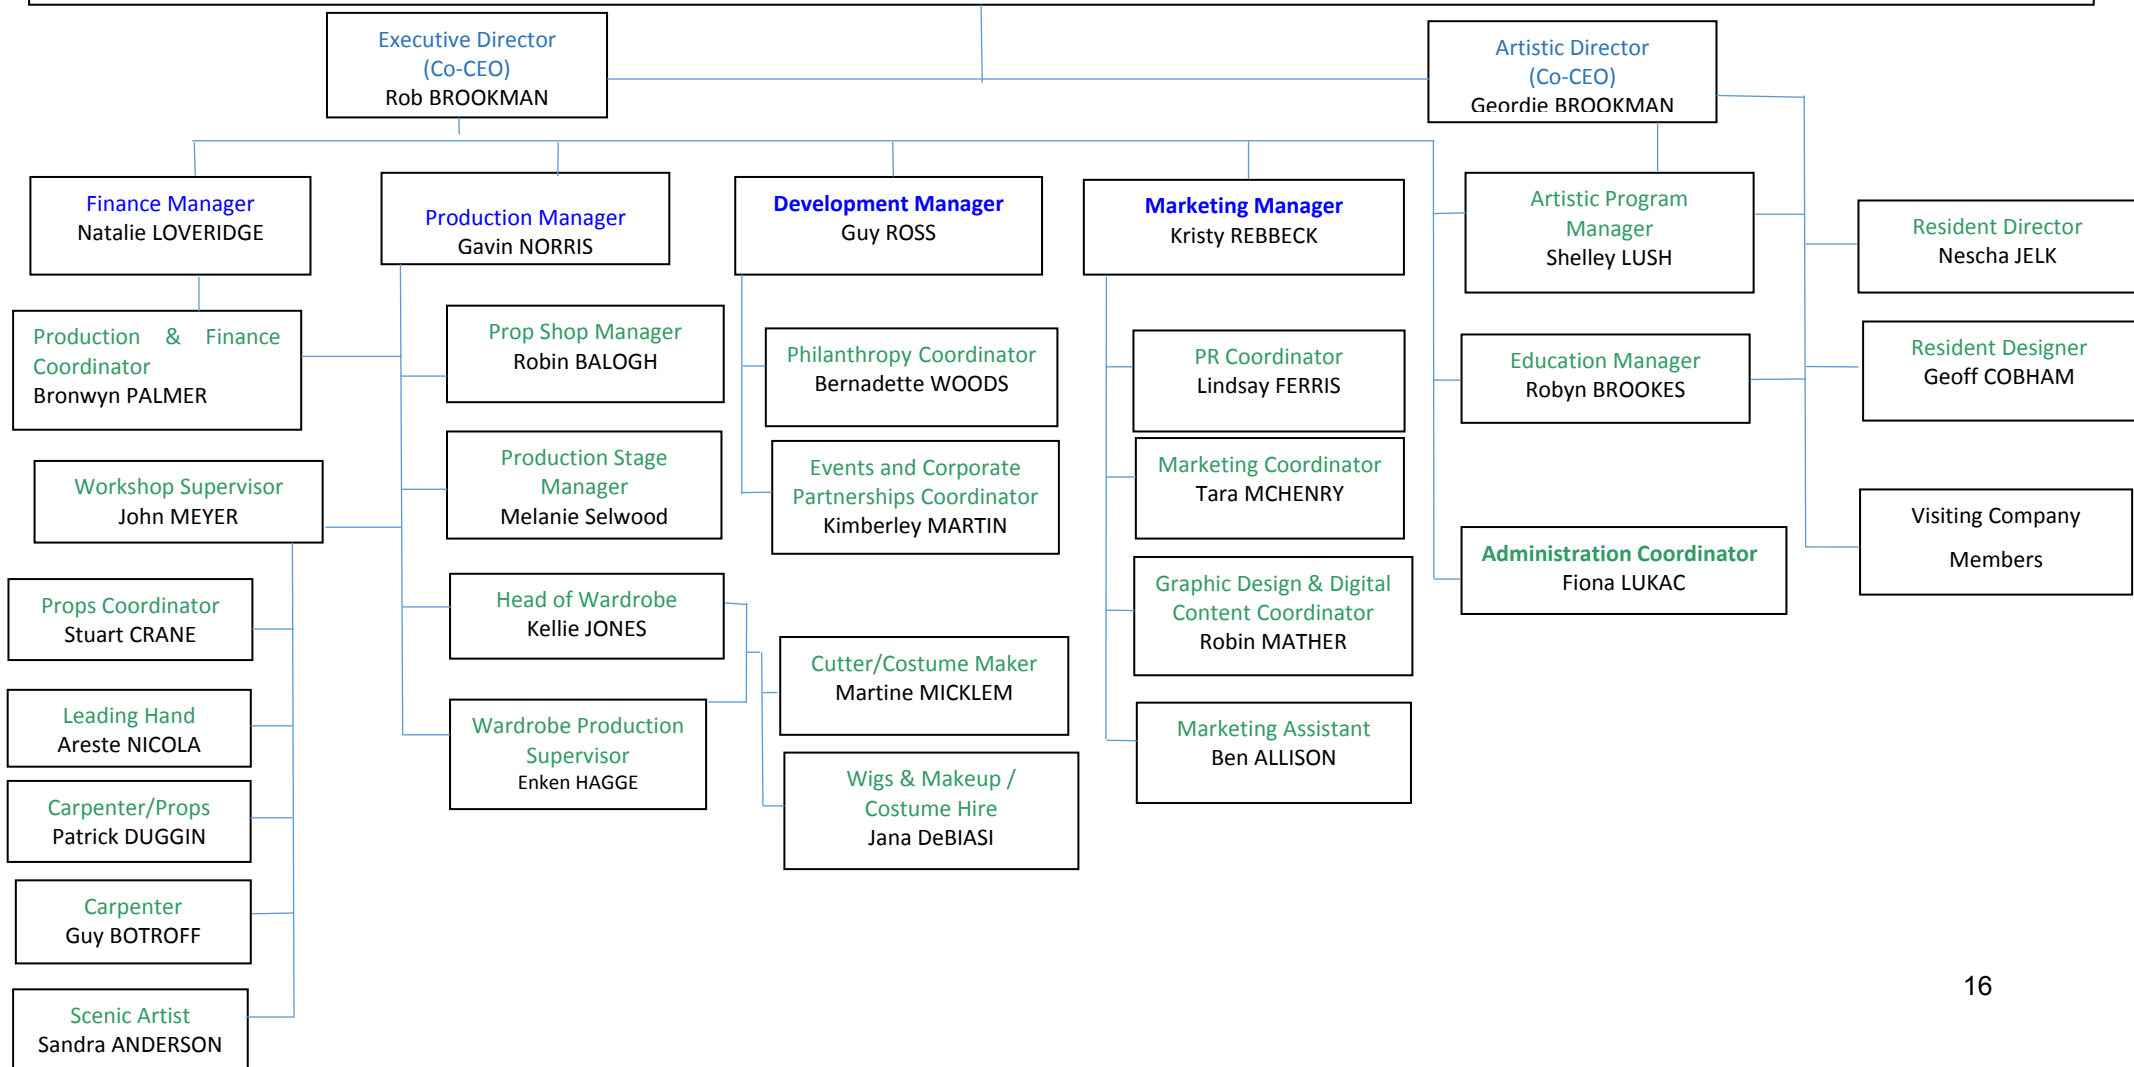 Executive Director
(Co-CEO)
Rob BROOKMAN
Artistic Director
(Co-CEO)
Geordie BROOKMAN
Finance Manager
Natalie LOVERIDGE
Production Manager
Gavin NORRIS
Development Manager
Guy ROSS
Marketing Manager
Kristy REBBECK
Artistic Program
Manager
Shelley LUSH
Resident Director
Nescha JELK
Production & Finance
Coordinator
Bronwyn PALMER
Prop Shop Manager
Robin BALOGH
Philanthropy Coordinator
Bernadette WOODS
PR Coordinator
Lindsay FERRIS
Education Manager
Robyn BROOKES
Resident Designer
Geoff COBHAM
Workshop Supervisor
John MEYER
Production Stage
Manager
Melanie Selwood
Events and Corporate
Partnerships Coordinator
Kimberley MARTIN
Marketing Coordinator
Tara MCHENRY
Administration Coordinator
Fiona LUKAC
Visiting Company
Members
Props Coordinator
Stuart CRANE
Head of Wardrobe
Kellie JONES
Cutter/Costume Maker
Martine MICKLEM
Graphic Design & Digital
Content Coordinator
Robin MATHER
Leading Hand
Areste NICOLA
Wardrobe Production
Supervisor
Enken HAGGE
Wigs & Makeup /
Costume Hire
Jana DeBIASI
Marketing Assistant
Ben ALLISON
Carpenter/Props
Patrick DUGGIN
Carpenter
Guy BOTROFF
Scenic Artist
Sandra ANDERSON
16